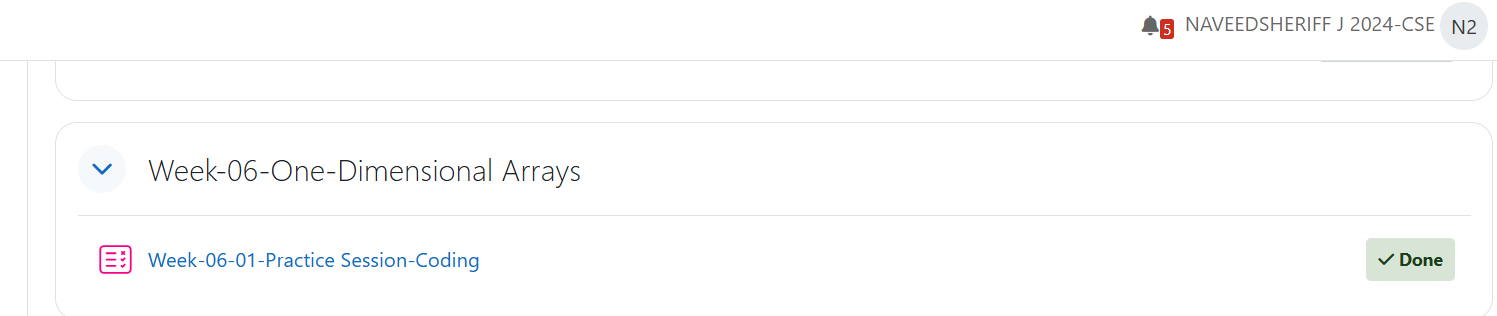 5 NAVEEDSHERIFF J 2024-CSE N2
Week-06-One-Dimensional Arrays
Week-06-01-Practice Session-Coding Done